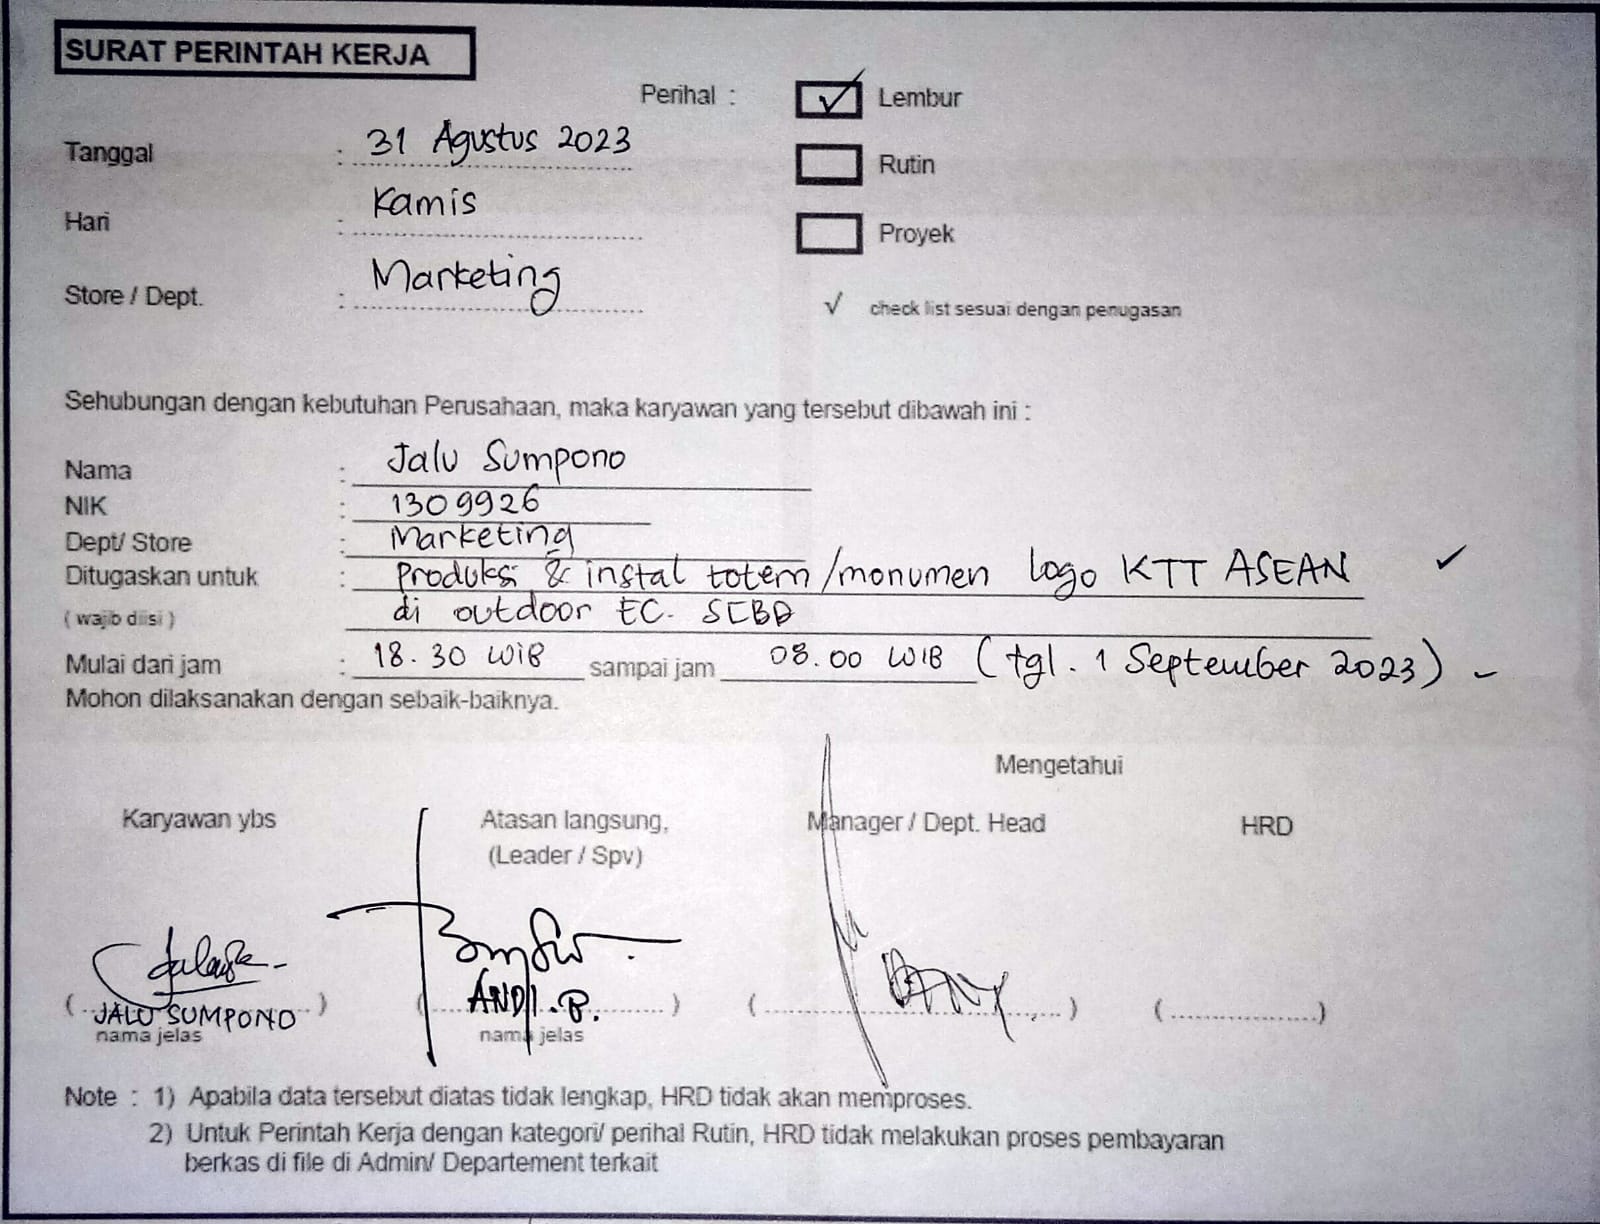 SURAT PERINTAH KERJA
Perihal : ✓ Lembur
Tanggal : 31 Agustus 2023
Rutin
Hari : Kamis
Proyek
Store / Dept. : Marketing
√ check list sesuai dengan penugasan
Sehubungan dengan kebutuhan Perusahaan, maka karyawan yang tersebut dibawah ini :
Nama : Jalu Sumpono
NIK : 1309926
Dept/ Store : Marketing
Ditugaskan untuk : Produksi & instal totem/monumen logo KTT ASEAN ✓
( wajib diisi ) di outdoor EC. SCBD
Mulai dari jam : 18.30 WIB sampai jam 08.00 WIB (tgl. 1 September 2023)
Mohon dilaksanakan dengan sebaik-baiknya.
Mengetahui
Karyawan ybs Atasan langsung, Manager / Dept. Head HRD
(Leader / Spv)
(JALU SUMPONO) (ANDI.B.) (..........) (..........)
nama jelas nama jelas
Note : 1) Apabila data tersebut diatas tidak lengkap, HRD tidak akan memproses.
2) Untuk Perintah Kerja dengan kategori/ perihal Rutin, HRD tidak melakukan proses pembayaran
berkas di file di Admin/ Departement terkait